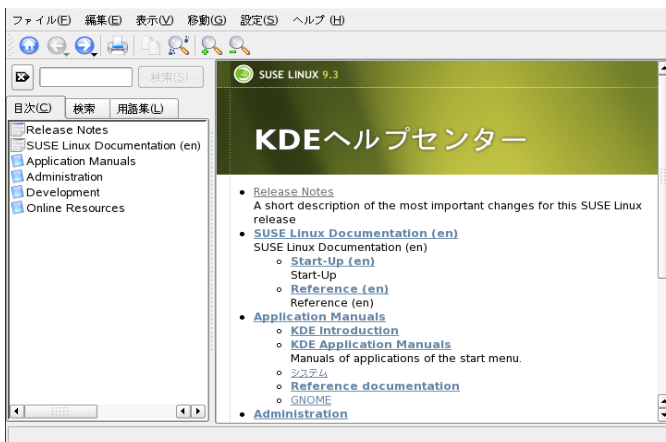 ファイル(F) 編集(E) 表示(V) 移動(G) 設定(S) ヘルプ (H)
検索(S)
目次(C) 検索 用語集(L)
Release Notes
SUSE Linux Documentation (en)
Application Manuals
Administration
Development
Online Resources
SUSE LINUX 9.3
KDEヘルプセンター
Release Notes
A short description of the most important changes for this SUSE Linux
release
SUSE Linux Documentation (en)
SUSE Linux Documentation (en)
Start-Up (en)
Start-Up
Reference (en)
Reference (en)
Application Manuals
KDE Introduction
KDE Application Manuals
Manuals of applications of the start menu.
システム
Reference documentation
GNOME
Administration